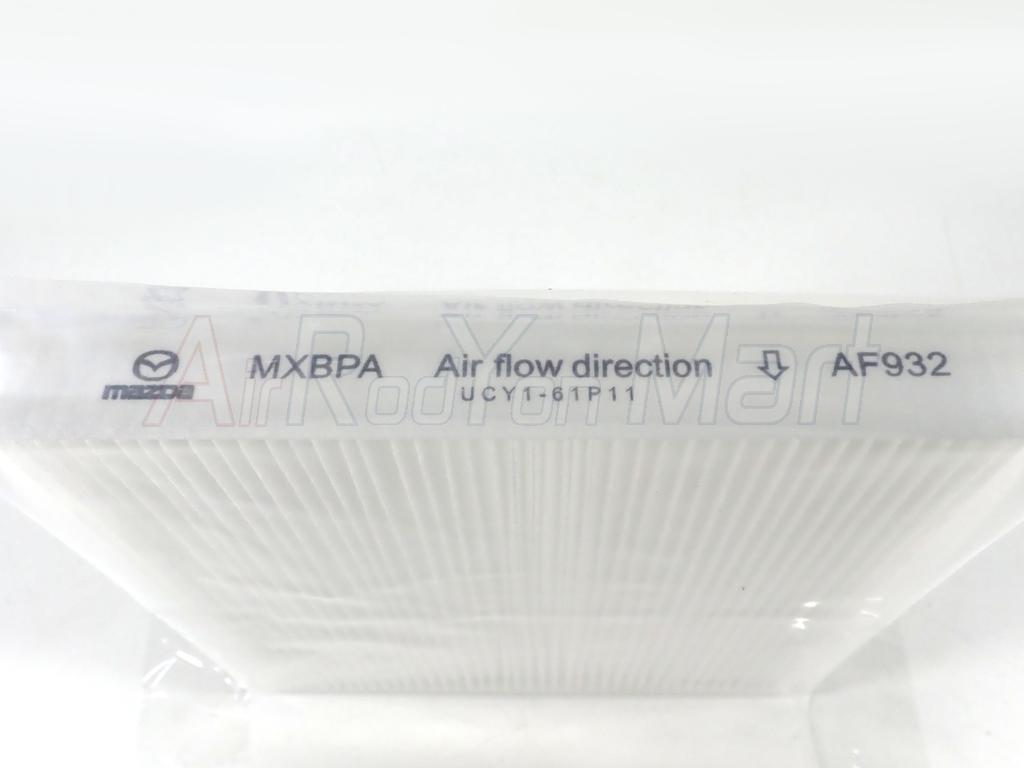 mazda MXBPA Air flow direction AF932
UCY1-61P11
AirRodYonMart